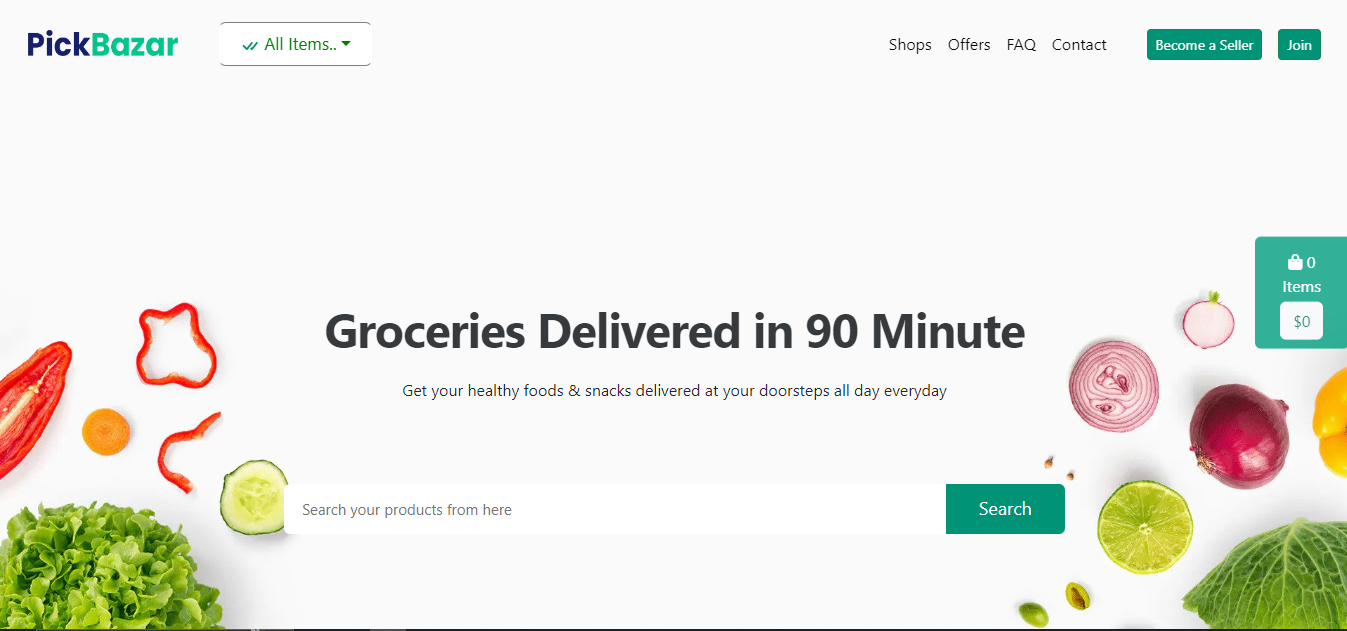 PickBazar
All Items..
Shops Offers FAQ Contact
Become a Seller
Join
0
Items
$0
Groceries Delivered in 90 Minute
Get your healthy foods & snacks delivered at your doorsteps all day everyday
Search your products from here
Search